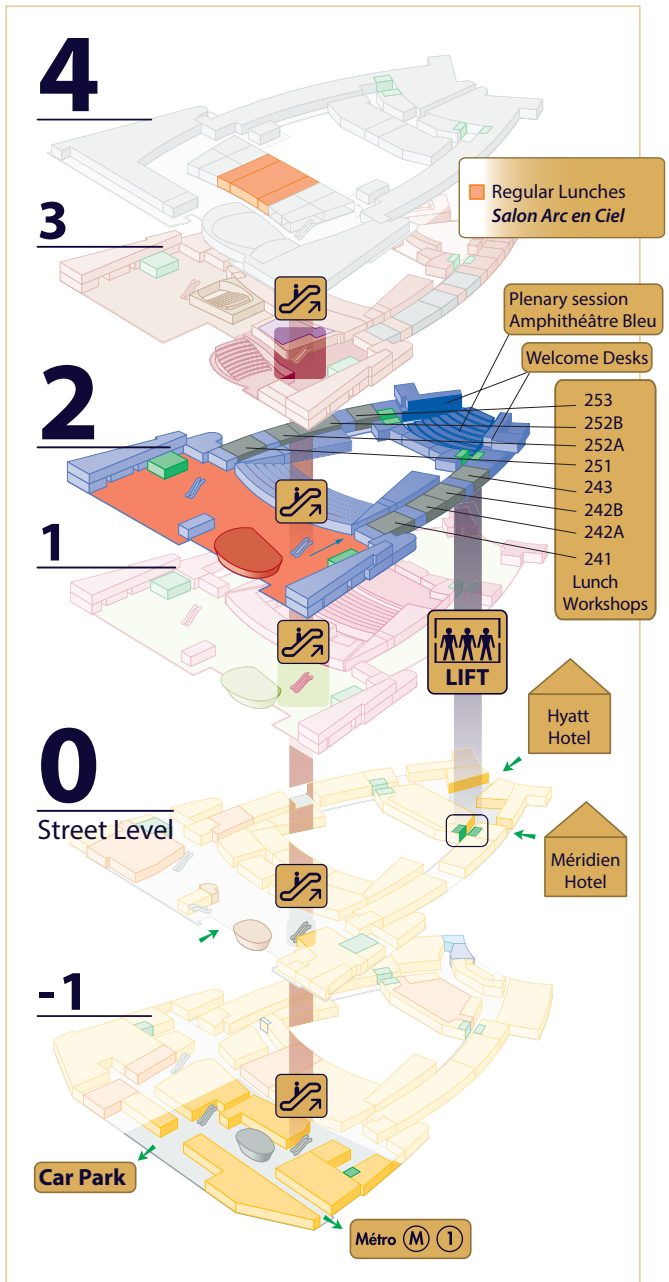 4
Regular Lunches
Salon Arc en Ciel
3
Plenary session
Amphithéâtre Bleu
Welcome Desks
2
253
252B
252A
251
243
242B
242A
241
Lunch
Workshops
1
LIFT
Hyatt
Hotel
0
Street Level
Méridien
Hotel
-1
Car Park
Métro M 1